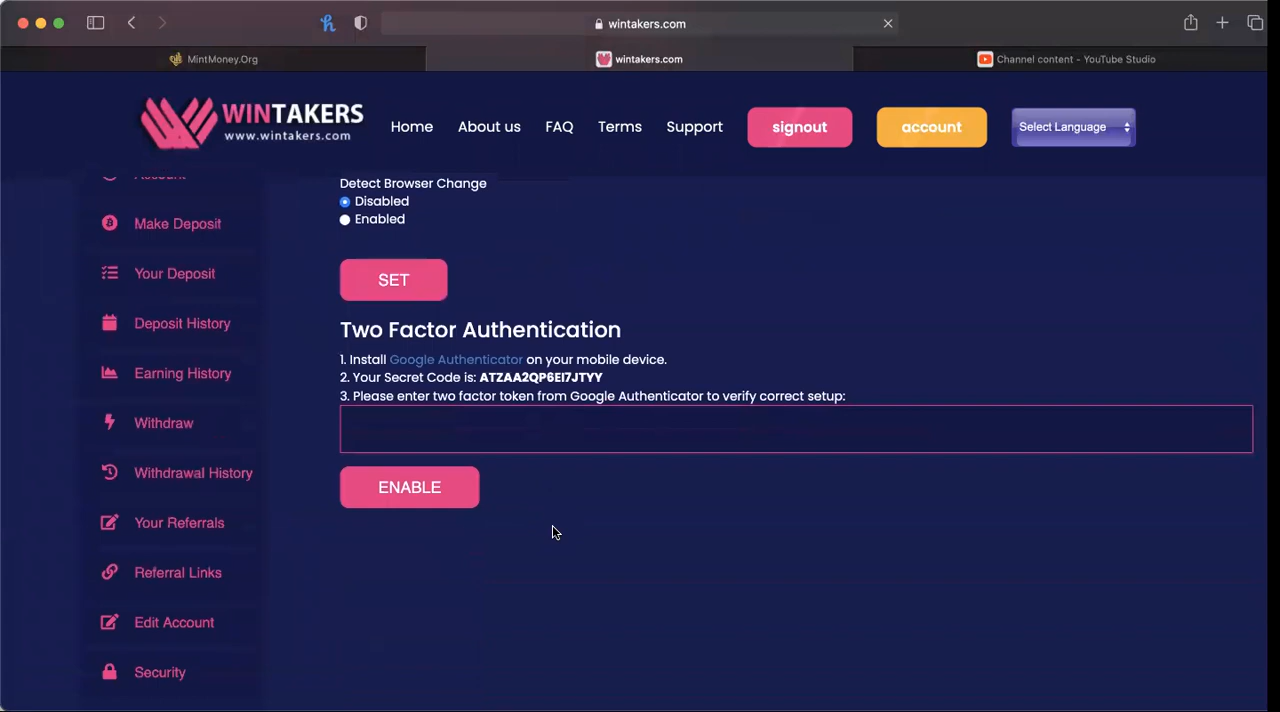 wintakers.com
MintMoney.Org
wintakers.com
Channel content - YouTube Studio
WINTAKERS
www.wintakers.com
Home
About us
FAQ
Terms
Support
signout
account
Select Language
Account
Make Deposit
Your Deposit
Deposit History
Earning History
Withdraw
Withdrawal History
Your Referrals
Referral Links
Edit Account
Security
Detect Browser Change
Disabled
Enabled
SET
Two Factor Authentication
1. Install Google Authenticator on your mobile device.
2. Your Secret Code is: ATZAA2QP6EI7JTYY
3. Please enter two factor token from Google Authenticator to verify correct setup:
ENABLE